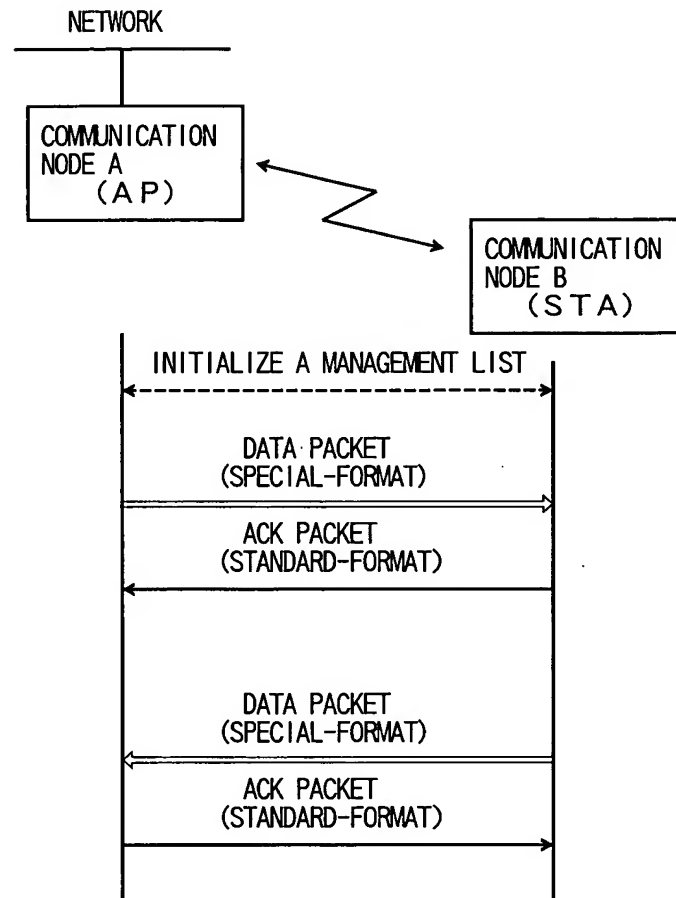 NETWORK
COMMUNICATION
NODE A
(AP)
COMMUNICATION
NODE B
(STA)
INITIALIZE A MANAGEMENT LIST
DATA PACKET
(SPECIAL-FORMAT)
ACK PACKET
(STANDARD-FORMAT)
DATA PACKET
(SPECIAL-FORMAT)
ACK PACKET
(STANDARD-FORMAT)